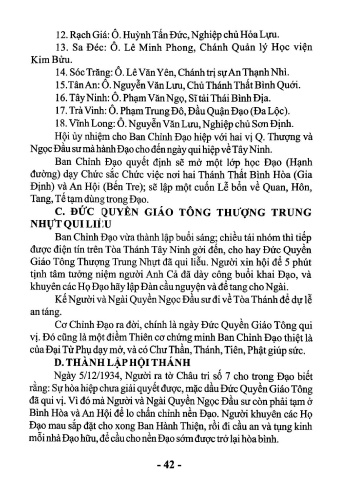 12. Rạch Giá: Ô. Huỳnh Tấn Đức, Nghiệp chủ Hỏa Lựu.
13. Sa Đéc: Ô. Lê Minh Phong, Chánh Quản lý Học viện
Kim Bửu.
14. Sóc Trăng: Ô. Lê Văn Yên, Chánh trị sự An Thạnh Nhì.
15. Tân An: Ô. Nguyễn Văn Lưu, Chủ Thánh Thất Bình Quới.
16. Tây Ninh: Ô. Phạm Văn Ngọ, Sĩ tải Thái Bình Địa.
17. Trà Vinh: Ô. Phạm Trung Đô, Đầu Quận Đạo (Đa Lộc).
18. Vĩnh Long: Ô. Nguyễn Văn Lưu, Nghiệp chủ Sơn Định.
Hội ủy nhiệm cho Ban Chỉnh Đạo hiệp với hai vị Q. Thượng và
Ngọc Đầu sư mà hành Đạo cho đến ngày qui hiệp về Tây Ninh.
Ban Chỉnh Đạo quyết định sẽ mở một lớp học Đạo (Hạnh
đường) dạy Chức sắc Chức việc nơi hai Thánh Thất Bình Hòa (Gia
Định) và An Hội (Bến Tre); sẽ lập một cuốn Lễ bổn về Quan, Hôn,
Tang, Tế tạm dùng trong Đạo.
C. ĐỨC QUYỀN GIÁO TÔNG THƯỢNG TRUNG
NHỰT QUI LIỄU
Ban Chỉnh Đạo vừa thành lập buổi sáng; chiều tái nhóm thì tiếp
được điện tín trên Tòa Thánh Tây Ninh gởi đến, cho hay Đức Quyền
Giáo Tông Thượng Trung Nhựt đã qui liễu. Người xin hội để 5 phút
tịnh tâm tưởng niệm người Anh Cả đã dày công buổi khai Đạo, và
khuyên các Họ Đạo hãy lập Đàn cầu nguyện và để tang cho Ngài.
Kế Người và Ngài Quyền Ngọc Đầu sư đi về Tòa Thánh để dự lễ
an táng.
Cơ Chỉnh Đạo ra đời, chính là ngày Đức Quyền Giáo Tông qui
vị. Đó cũng là một điểm Thiên cơ chứng minh Ban Chỉnh Đạo thiệt là
của Đại Từ Phụ dạy mở, và có Chư Thần, Thánh, Tiên, Phật giúp sức.
D. THÀNH LẬP HỘI THÁNH
Ngày 5/12/1934, Người ra tờ Châu tri số 7 cho trong Đạo biết
rằng: Sự hòa hiệp chưa giải quyết được, mặc dầu Đức Quyền Giáo Tông
đã qui vị. Vì đó mà Người và Ngài Quyền Ngọc Đầu sư còn phải tạm ở
Bình Hòa và An Hội để lo chấn chỉnh nền Đạo. Người khuyên các Họ
Đạo mau sắp đặt cho xong Ban Hành Thiện, rồi đi cầu an và tụng kinh
mỗi nhà Đạo hữu, để cầu cho nền Đạo sớm được trở lại hòa bình.
- 42 -